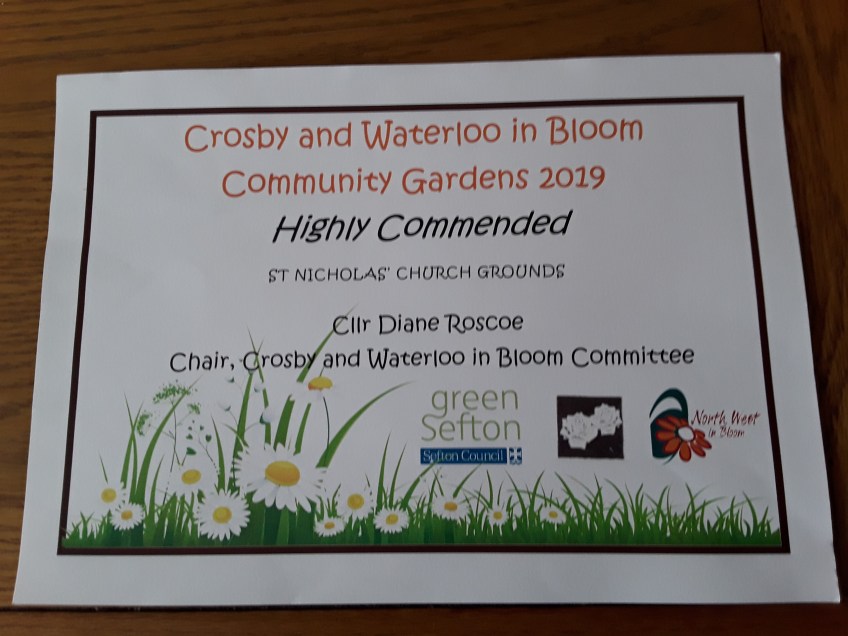 Crosby and Waterloo in Bloom
Community Gardens 2019
Highly Commended
ST NICHOLAS' CHURCH GROUNDS
Cllr Diane Roscoe
Chair, Crosby and Waterloo in Bloom Committee
green
Sefton
Sefton Council
North West
in Bloom